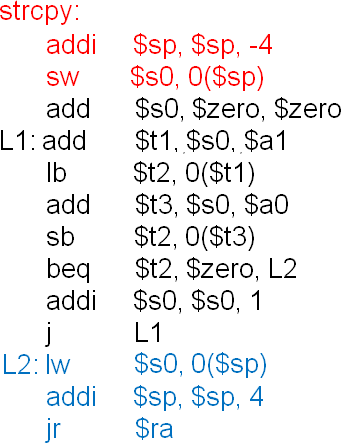 strcpy:
addi $sp, $sp, -4
sw $s0, 0($sp)
add $s0, $zero, $zero
L1: add $t1, $s0, $a1
lb $t2, 0($t1)
add $t3, $s0, $a0
sb $t2, 0($t3)
beq $t2, $zero, L2
addi $s0, $s0, 1
j L1
L2: lw $s0, 0($sp)
addi $sp, $sp, 4
jr $ra